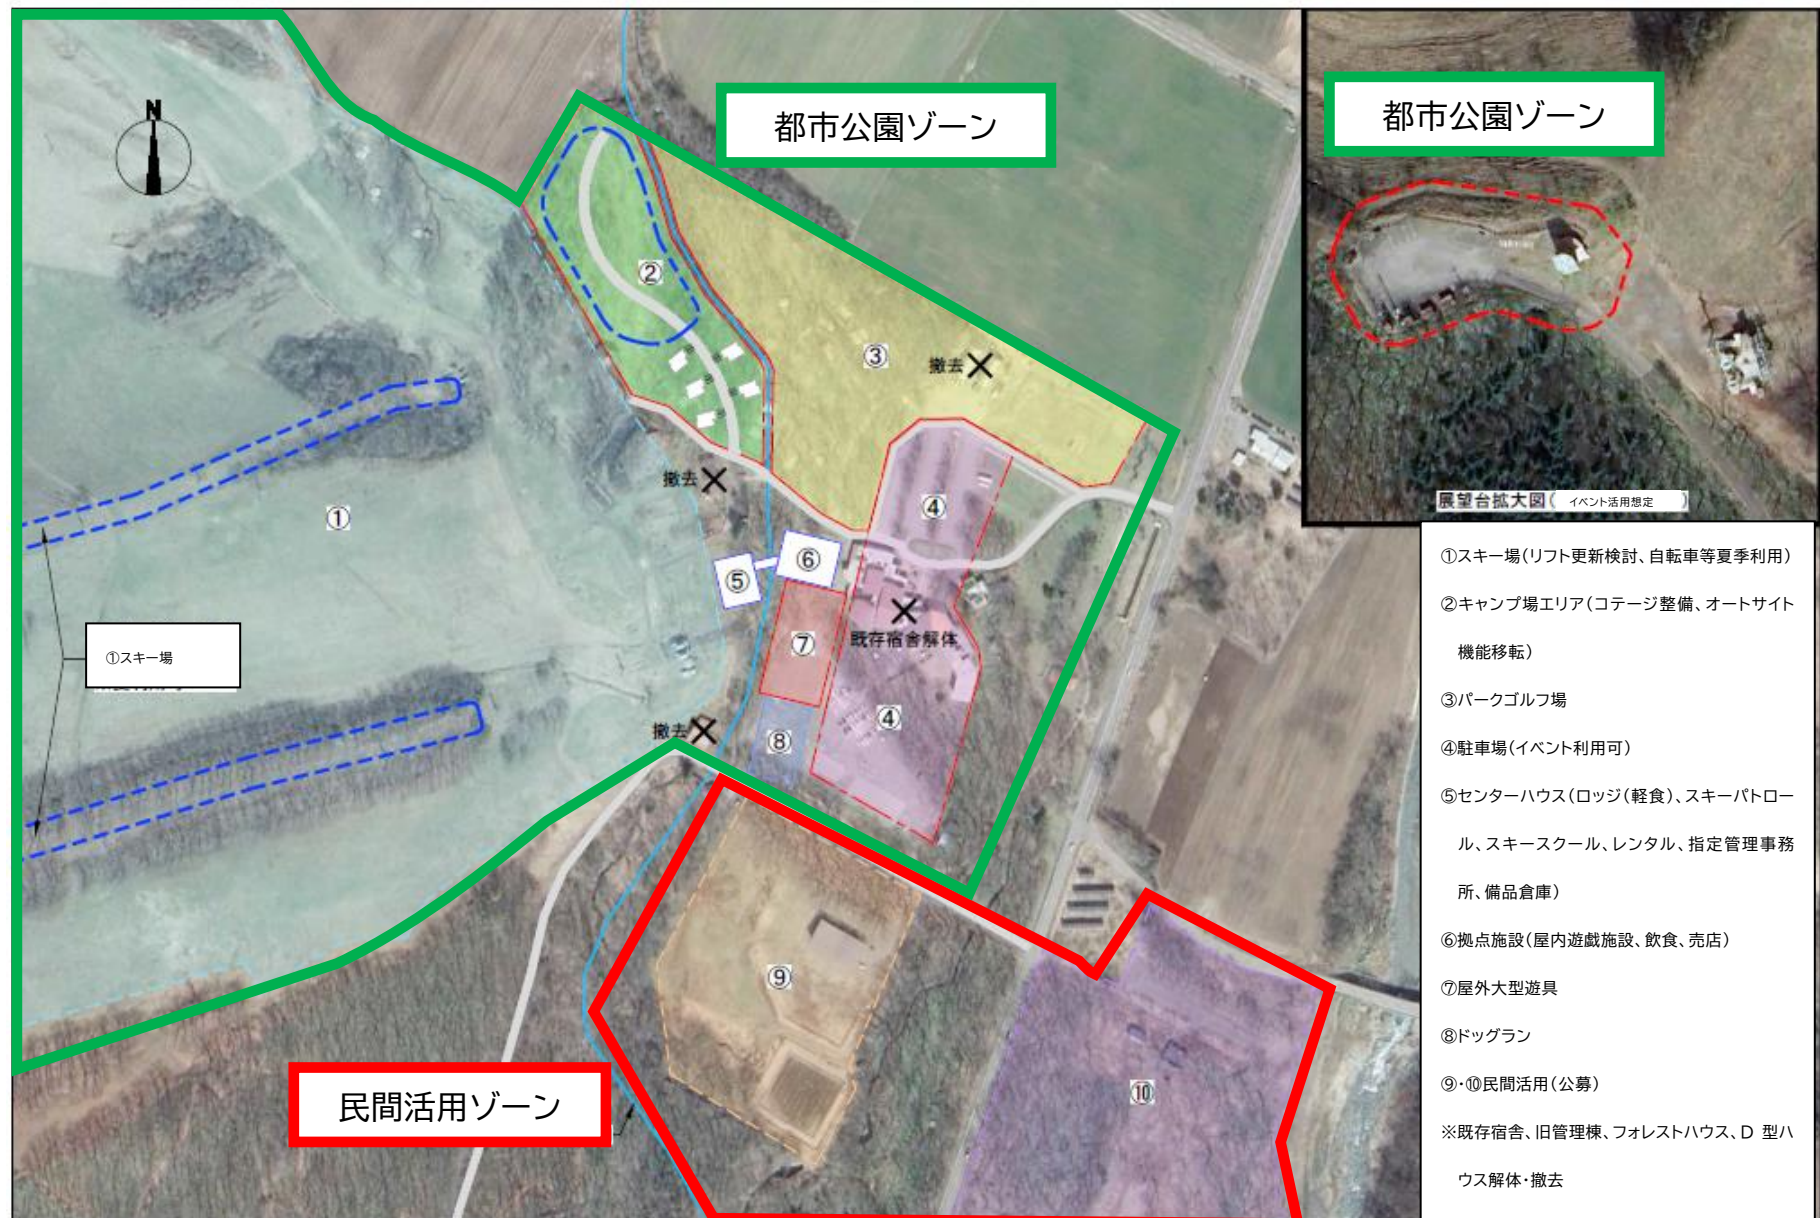 N
都市公園ゾーン
都市公園ゾーン
②
③
撤去
撤去
①
④
展望台拡大図( イベント活用想定 )
⑥
⑤
既存宿舎解体
⑦
①スキー場
④
撤去
⑧
⑨
⑩
民間活用ゾーン
①スキー場(リフト更新検討、自転車等夏季利用)
②キャンプ場エリア(コテージ整備、オートサイト
機能移転)
③パークゴルフ場
④駐車場(イベント利用可)
⑤センターハウス(ロッジ(軽食)、スキーパトロー
ル、スキースクール、レンタル、指定管理事務
所、備品倉庫)
⑥拠点施設(屋内遊戯施設、飲食、売店)
⑦屋外大型遊具
⑧ドッグラン
⑨・⑩民間活用(公募)
※既存宿舎、旧管理棟、フォレストハウス、D 型ハ
ウス解体・撤去